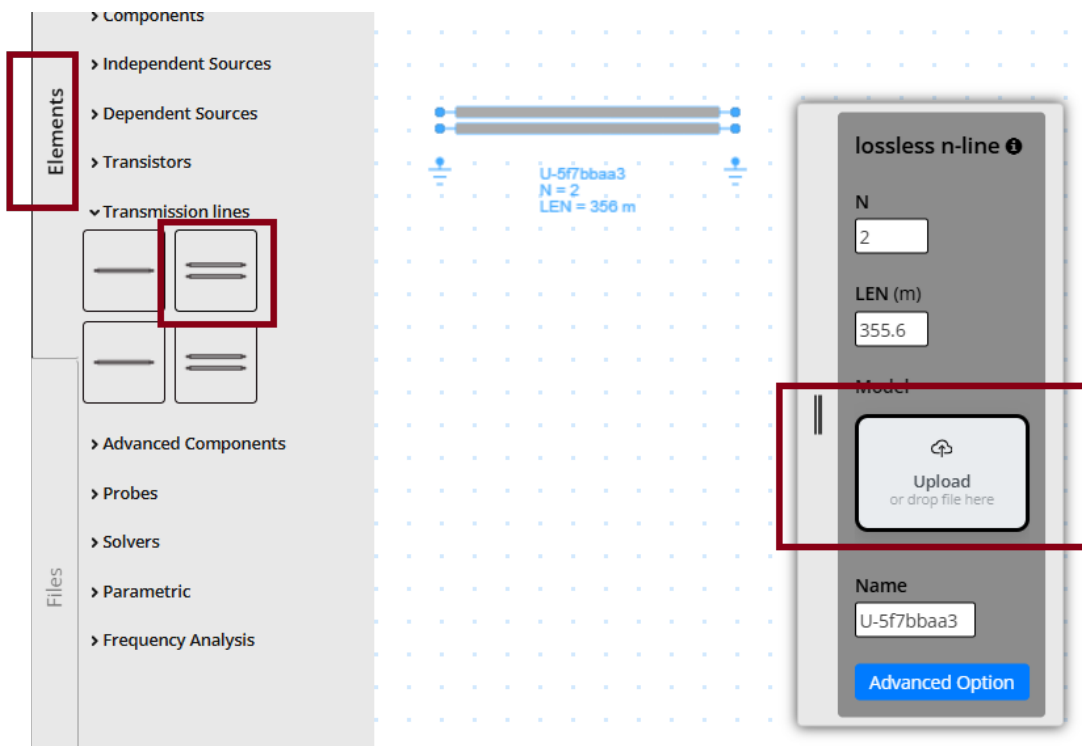 Components
Independent Sources
Dependent Sources
Transistors
Transmission lines
Advanced Components
Probes
Solvers
Parametric
Frequency Analysis
Elements
Files
U-5f7bbaa3
N = 2
LEN = 356 m
lossless n-line
N
2
LEN (m)
355.6
Model
Upload
or drop file here
Name
U-5f7bbaa3
Advanced Option